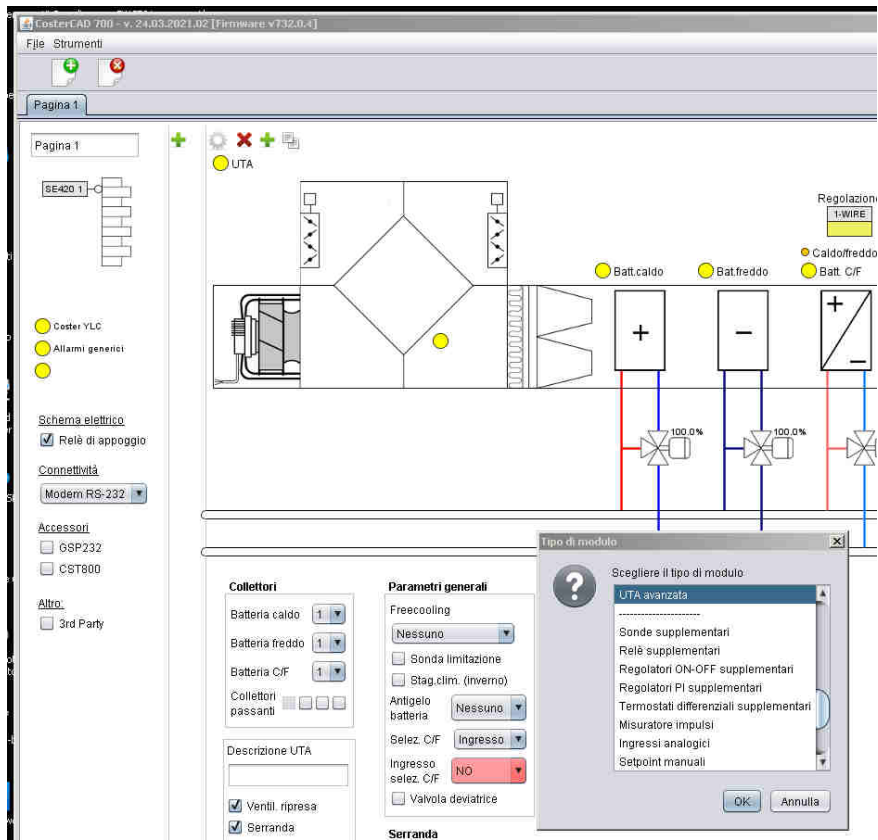 CosterCAD 700 - v. 24.03.2021.02 [Firmware v732.0.4]
File Strumenti
Pagina 1
Pagina 1
UTA
SE420 1
Regolazione
1-WIRE
Caldo/freddo
Batt.caldo
Bat.freddo
Batt. C/F
+
−
+
−
Coster YLC
Allarmi generici
100.0%
100.0%
Schema elettrico
Relè di appoggio
Connettività
Modem RS-232
Accessori
GSP232
CST800
Altro:
3rd Party
Collettori
Batteria caldo 1
Batteria freddo 1
Batteria C/F 1
Collettori
passanti
Descrizione UTA
Ventil. ripresa
Serranda
Parametri generali
Freecooling
Nessuno
Sonda limitazione
Stag.clim. (inverno)
Antigelo
batteria
Nessuno
Selez. C/F
Ingresso
Ingresso
selez. C/F
NO
Valvola deviatrice
Serranda
Tipo di modulo
Scegliere il tipo di modulo
UTA avanzata
----------------------
Sonde supplementari
Relè supplementari
Regolatori ON-OFF supplementari
Regolatori PI supplementari
Termostati differenziali supplementari
Misuratore impulsi
Ingressi analogici
Setpoint manuali
OK
Annulla